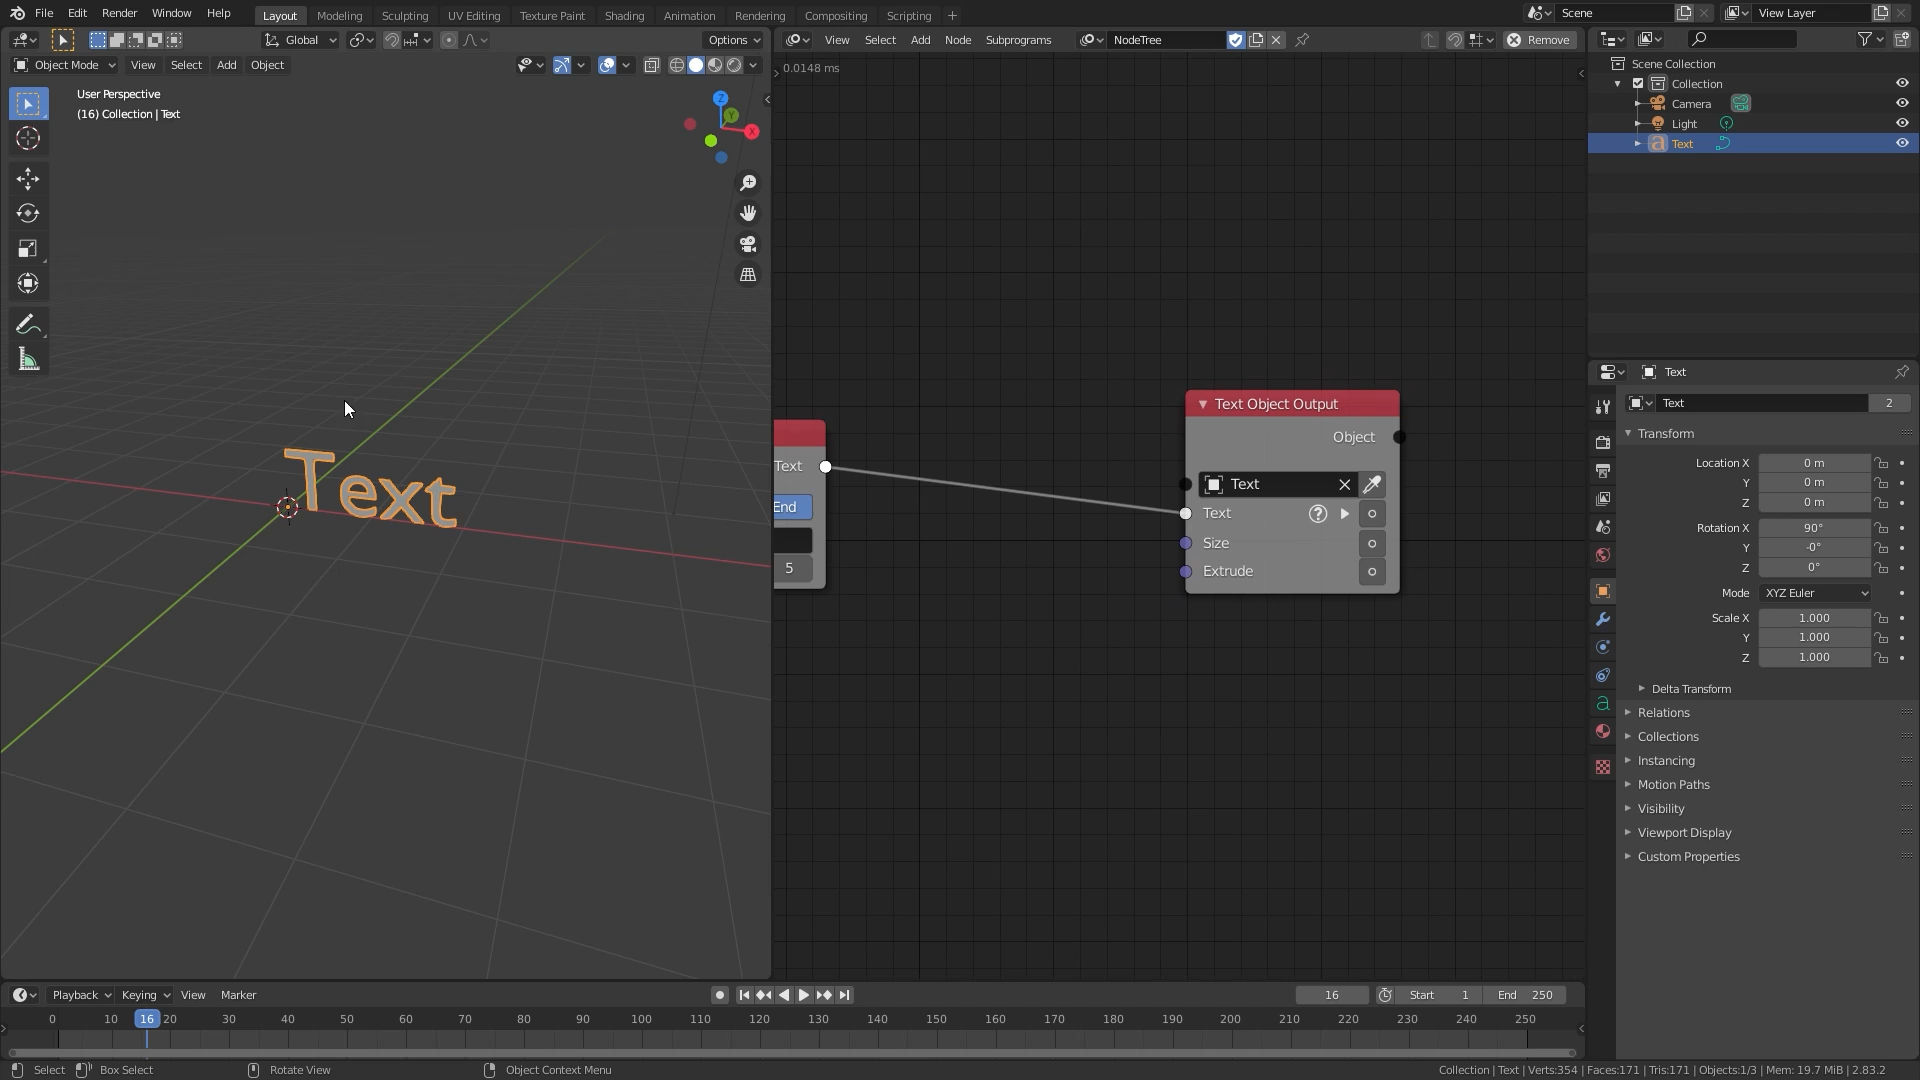 File Edit Render Window Help Layout Modeling Sculpting UV Editing Texture Paint Shading Animation Rendering Compositing Scripting + Scene View Layer
Global Options View Select Add Node Subprograms NodeTree Remove
Object Mode View Select Add Object
0.0148 ms
User Perspective
(16) Collection | Text
Z
Y
X
Text
Text
End
5
Text Object Output
Object
Text
Text
Size
Extrude
Scene Collection
Collection
Camera
Light
Text
Text
Text 2
Transform
Location X 0 m
Y 0 m
Z 0 m
Rotation X 90°
Y -0°
Z 0°
Mode XYZ Euler
Scale X 1.000
Y 1.000
Z 1.000
Delta Transform
Relations
Collections
Instancing
Motion Paths
Visibility
Viewport Display
Custom Properties
Playback Keying View Marker 16 Start 1 End 250
0 10 16 20 30 40 50 60 70 80 90 100 110 120 130 140 150 160 170 180 190 200 210 220 230 240 250
Select Box Select Rotate View Object Context Menu Collection | Text | Verts:354 | Faces:171 | Tris:171 | Objects:1/3 | Mem: 19.7 MiB | 2.83.2